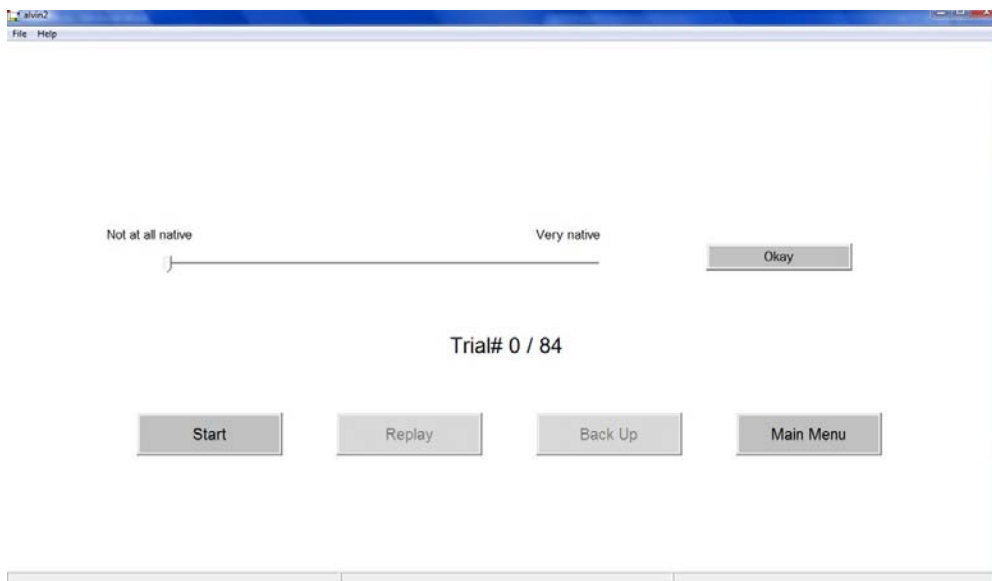 alvin2
File Help
Not at all native Very native
Okay
Trial# 0 / 84
Start Replay Back Up Main Menu